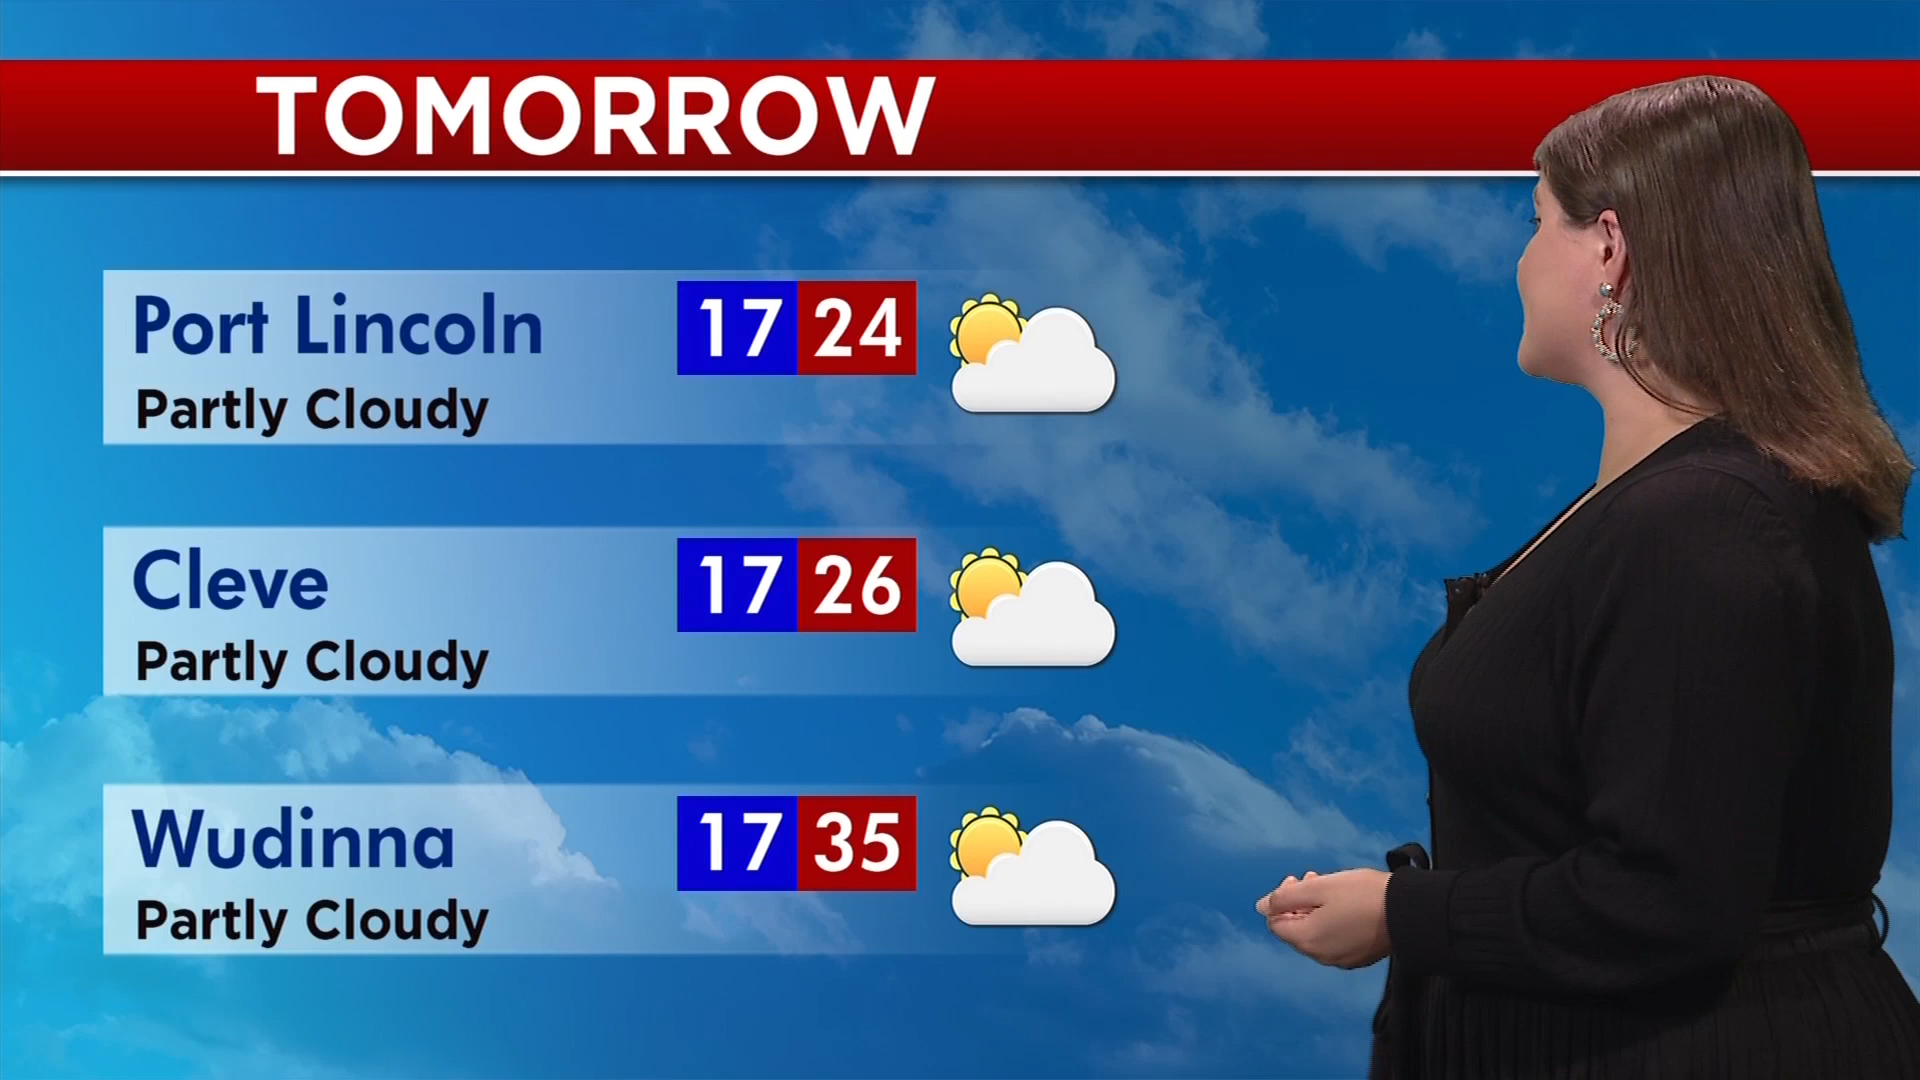 TOMORROW
Port Lincoln 17 24
Partly Cloudy
Cleve 17 26
Partly Cloudy
Wudinna 17 35
Partly Cloudy